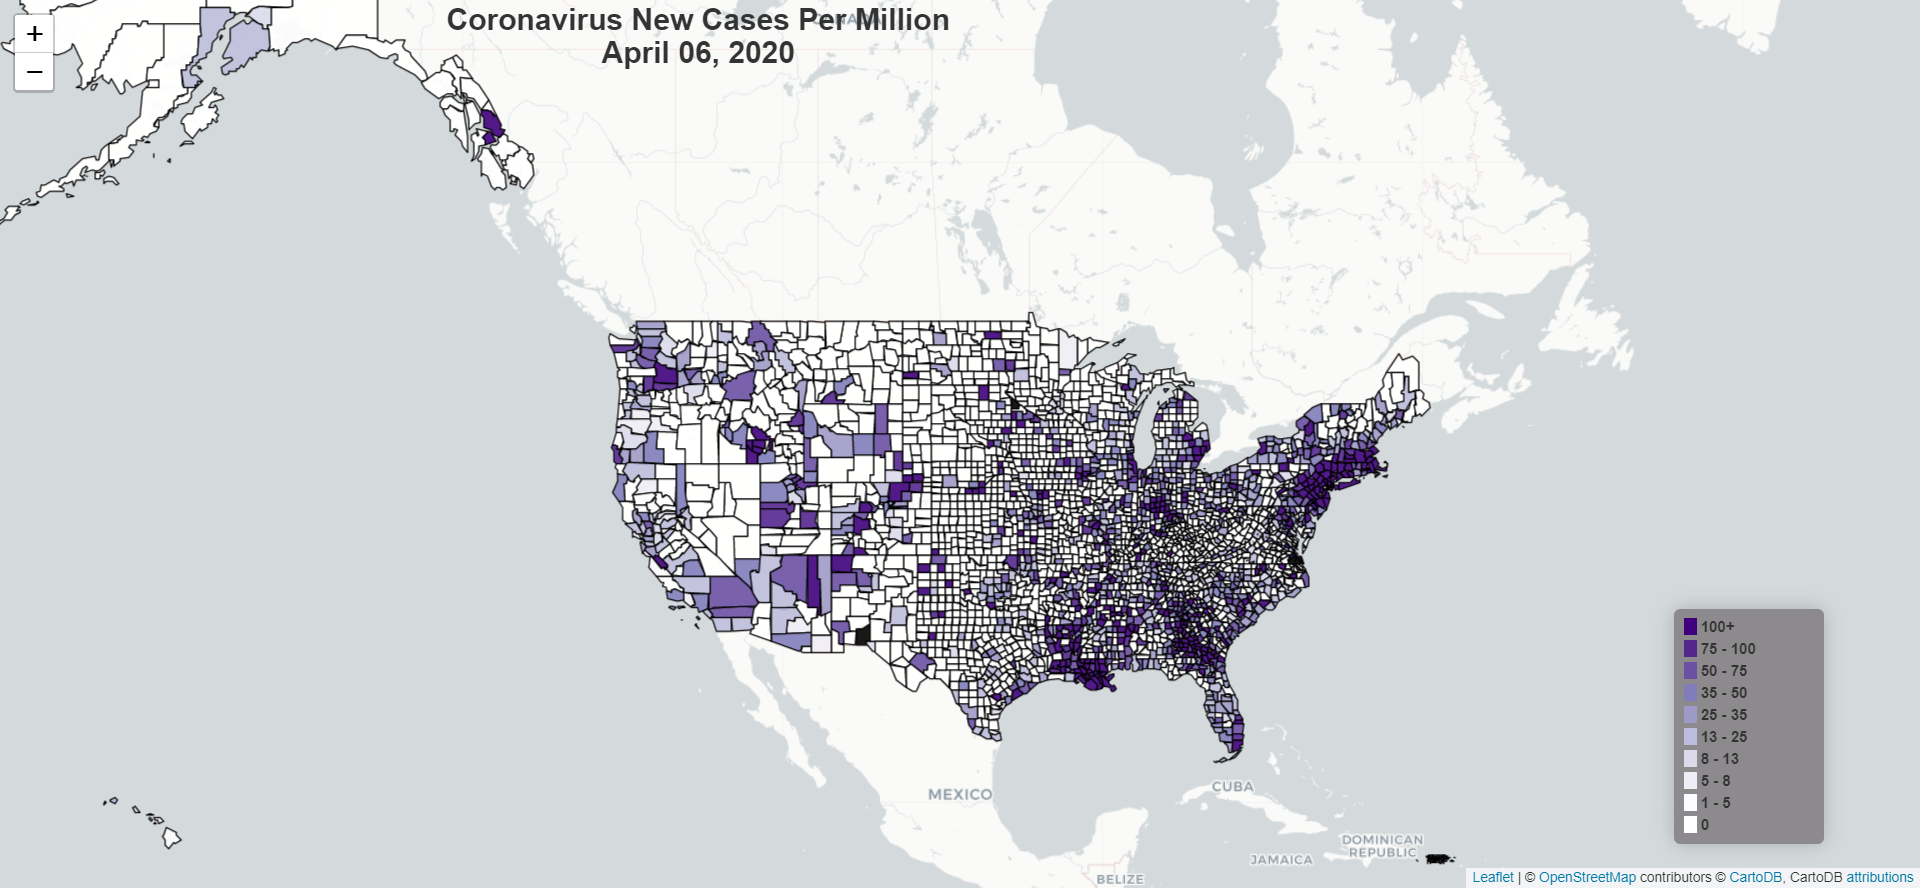 +
−
CANADA
Coronavirus New Cases Per Million
April 06, 2020
100+
75 - 100
50 - 75
35 - 50
25 - 35
13 - 25
8 - 13
5 - 8
1 - 5
0
MEXICO
CUBA
DOMINICAN
REPUBLIC
JAMAICA
BELIZE
Leaflet | © OpenStreetMap contributors © CartoDB, CartoDB attributions